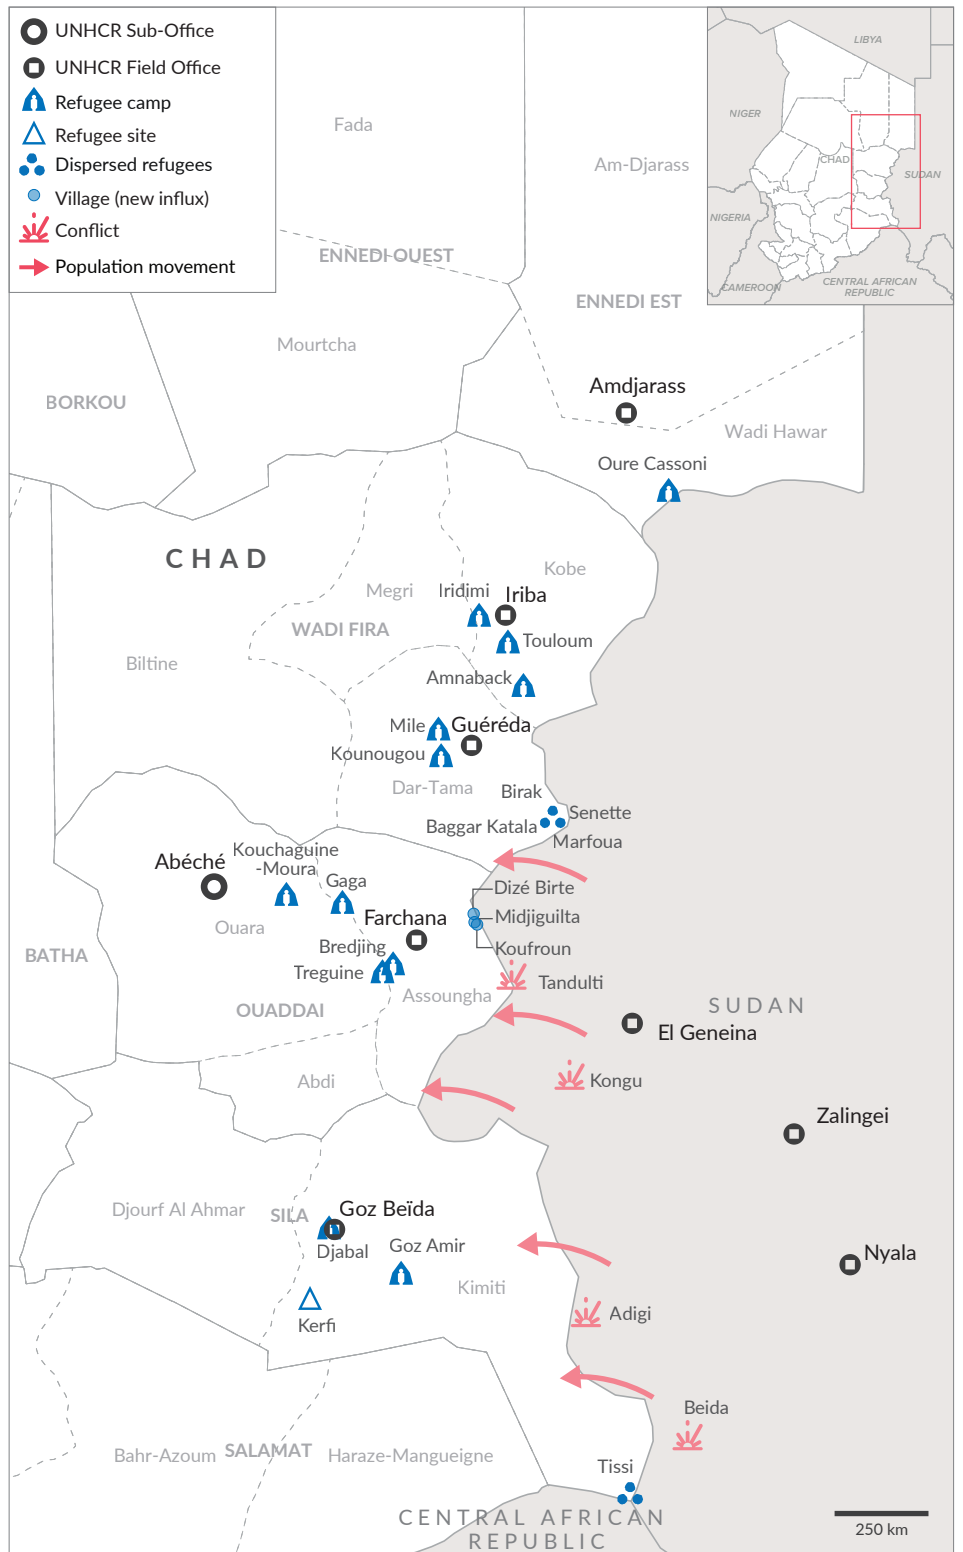 UNHCR Sub-Office
UNHCR Field Office
Refugee camp
Refugee site
Dispersed refugees
Village (new influx)
Conflict
Population movement
LIBYA
NIGER
CHAD
SUDAN
NIGERIA
CAMEROON
CENTRAL AFRICAN
REPUBLIC
Fada
Am-Djarass
ENNEDI OUEST
ENNEDI EST
Mourtcha
BORKOU
Amdjarass
Wadi Hawar
Oure Cassoni
CHAD
Kobe
Megri
Iridimi
Iriba
WADI FIRA
Touloum
Biltine
Amnaback
Mile
Guéréda
Kounougou
Dar-Tama
Birak
Senette
Baggar Katala
Marfoua
Kouchaguine
-Moura
Abéché
Gaga
Dizé Birte
Farchana
Midjiguilta
Ouara
Bredjing
Koufroun
BATHA
Treguine
Tandulti
Assoungha
SUDAN
OUADDAI
El Geneina
Abdi
Kongu
Zalingei
Djourf Al Ahmar
SILA
Goz Beïda
Djabal
Goz Amir
Nyala
Kimiti
Kerfi
Adigi
Beida
Bahr-Azoum
SALAMAT
Haraze-Mangueigne
Tissi
CENTRAL AFRICAN
REPUBLIC
250 km